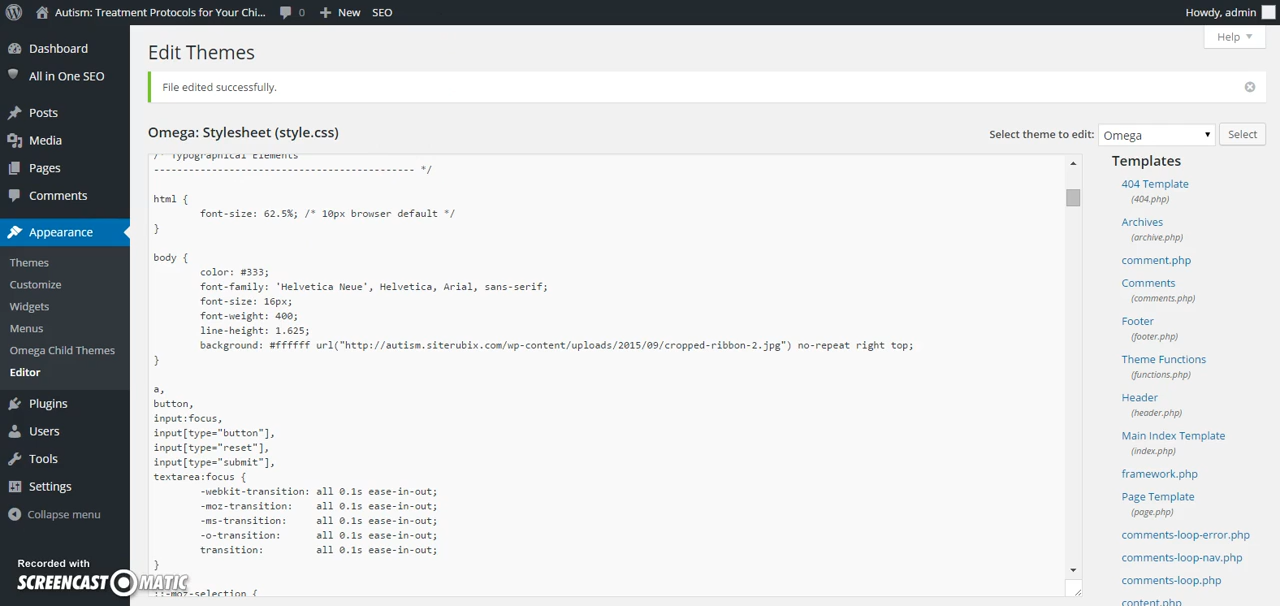 Autism: Treatment Protocols for Your Chi... 0 New SEO Howdy, admin
Help
Dashboard
All in One SEO
Posts
Media
Pages
Comments
Appearance
Themes
Customize
Widgets
Menus
Omega Child Themes
Editor
Plugins
Users
Tools
Settings
Collapse menu
Recorded with
SCREENCAST MATIC
Edit Themes
File edited successfully.
Omega: Stylesheet (style.css)
Select theme to edit: Omega Select
/* Typographical Elements
-------------------------------------------- */
html {
font-size: 62.5%; /* 10px browser default */
}
body {
color: #333;
font-family: 'Helvetica Neue', Helvetica, Arial, sans-serif;
font-size: 16px;
font-weight: 400;
line-height: 1.625;
background: #ffffff url("http://autism.siterubix.com/wp-content/uploads/2015/09/cropped-ribbon-2.jpg") no-repeat right top;
}
a,
button,
input:focus,
input[type="button"],
input[type="reset"],
input[type="submit"],
textarea:focus {
-webkit-transition: all 0.1s ease-in-out;
-moz-transition: all 0.1s ease-in-out;
-ms-transition: all 0.1s ease-in-out;
-o-transition: all 0.1s ease-in-out;
transition: all 0.1s ease-in-out;
}
::-moz-selection {
Templates
404 Template
(404.php)
Archives
(archive.php)
comment.php
Comments
(comments.php)
Footer
(footer.php)
Theme Functions
(functions.php)
Header
(header.php)
Main Index Template
(index.php)
framework.php
Page Template
(page.php)
comments-loop-error.php
comments-loop-nav.php
comments-loop.php
content.php